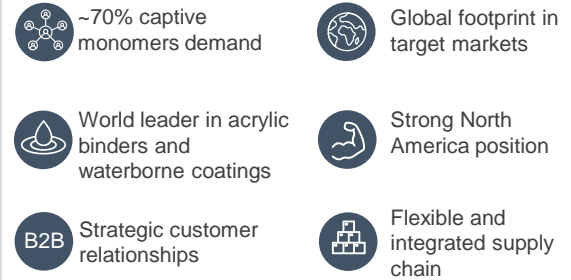 ~70% captive
monomers demand
Global footprint in
target markets
World leader in acrylic
binders and
waterborne coatings
Strong North
America position
B2B
Strategic customer
relationships
Flexible and
integrated supply
chain